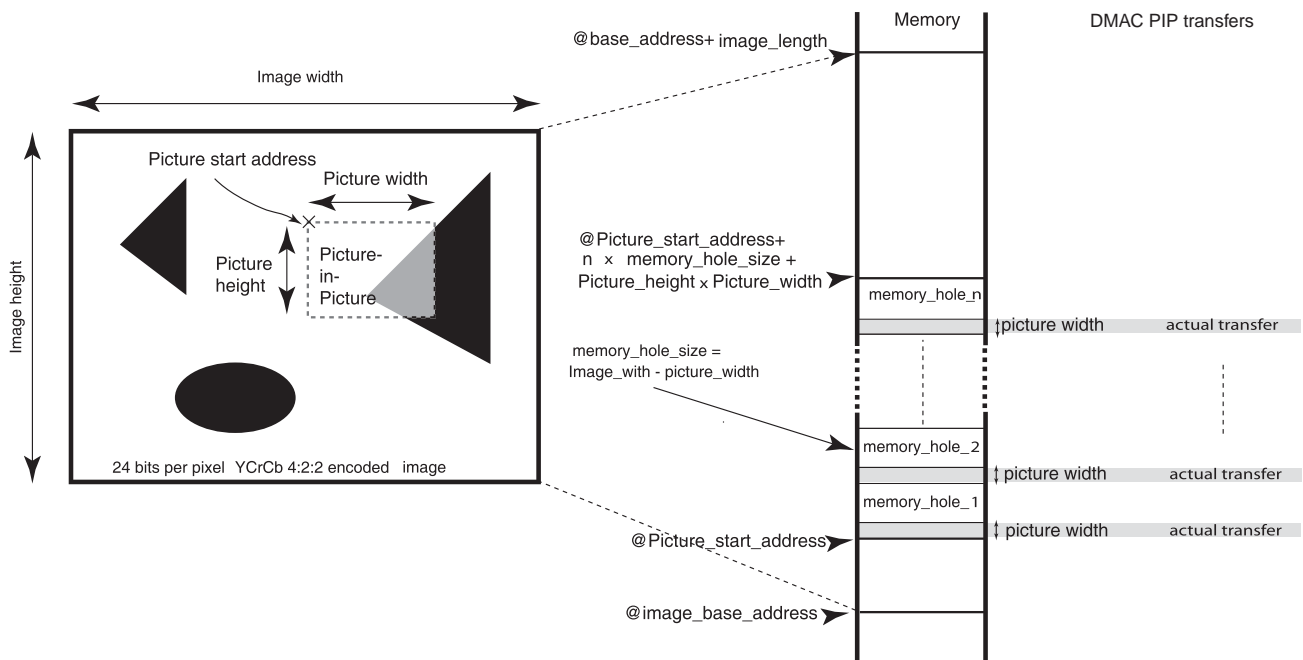 Memory
DMAC PIP transfers
@base_address+ image_length
Image width
Picture start address
Picture width
Image height
Picture
height
Picture-
in-
Picture
@Picture_start_address+
n x memory_hole_size +
Picture_height x Picture_width
memory_hole_n
picture width
actual transfer
memory_hole_size =
Image_with - picture_width
memory_hole_2
picture width
actual transfer
memory_hole_1
picture width
actual transfer
24 bits per pixel YCrCb 4:2:2 encoded image
@Picture_start_address
@image_base_address